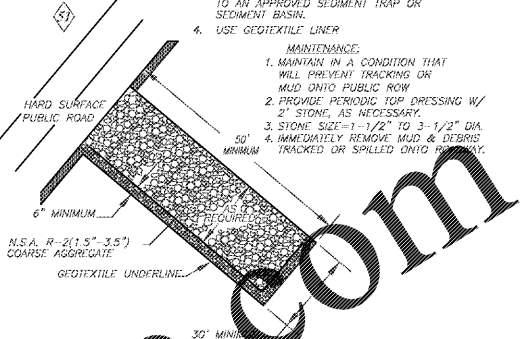 TO AN APPROVED SEDIMENT TRAP OR
SEDIMENT BASIN.
4. USE GEOTEXTILE LINER
MAINTENANCE:
1. MAINTAIN IN A CONDITION THAT
WILL PREVENT TRACKING OR
MUD ONTO PUBLIC ROW
2. PROVIDE PERIODIC TOP DRESSING W/
2" STONE, AS NECESSARY.
3. STONE SIZE=1-1/2" TO 3-1/2" DIA.
4. IMMEDIATELY REMOVE MUD & DEBRIS
TRACKED OR SPILLED ONTO ROADWAY.
HARD SURFACE
PUBLIC ROAD
50'
MINIMUM
AS
REQUIRED
6" MINIMUM
N.S.A. R-2(1.5"-3.5")
COARSE AGGREGATE
GEOTEXTILE UNDERLINE
30' MINIMUM
com